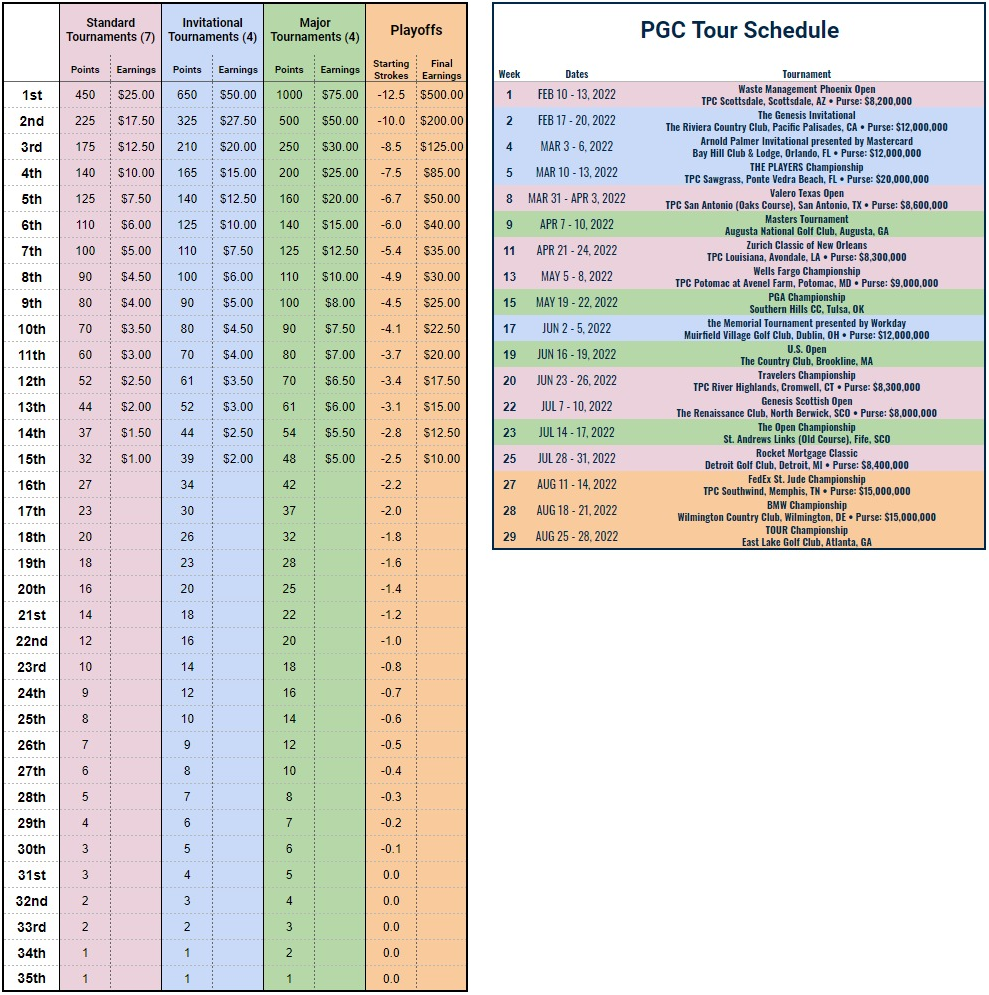 Standard Tournaments (7) Invitational Tournaments (4) Major Tournaments (4) Playoffs
Points Earnings Points Earnings Points Earnings Starting Strokes Final Earnings
1st 450 $25.00 650 $50.00 1000 $75.00 -12.5 $500.00
2nd 225 $17.50 325 $27.50 500 $50.00 -10.0 $200.00
3rd 175 $12.50 210 $20.00 250 $30.00 -8.5 $125.00
4th 140 $10.00 165 $15.00 200 $25.00 -7.5 $85.00
5th 125 $7.50 140 $12.50 160 $20.00 -6.7 $50.00
6th 110 $6.00 125 $10.00 140 $15.00 -6.0 $40.00
7th 100 $5.00 110 $7.50 125 $12.50 -5.4 $35.00
8th 90 $4.50 100 $6.00 110 $10.00 -4.9 $30.00
9th 80 $4.00 90 $5.00 100 $8.00 -4.5 $25.00
10th 70 $3.50 80 $4.50 90 $7.50 -4.1 $22.50
11th 60 $3.00 70 $4.00 80 $7.00 -3.7 $20.00
12th 52 $2.50 61 $3.50 70 $6.50 -3.4 $17.50
13th 44 $2.00 52 $3.00 61 $6.00 -3.1 $15.00
14th 37 $1.50 44 $2.50 54 $5.50 -2.8 $12.50
15th 32 $1.00 39 $2.00 48 $5.00 -2.5 $10.00
16th 27 34 42 -2.2
17th 23 30 37 -2.0
18th 20 26 32 -1.8
19th 18 23 28 -1.6
20th 16 20 25 -1.4
21st 14 18 22 -1.2
22nd 12 16 20 -1.0
23rd 10 14 18 -0.8
24th 9 12 16 -0.7
25th 8 10 14 -0.6
26th 7 9 12 -0.5
27th 6 8 10 -0.4
28th 5 7 8 -0.3
29th 4 6 7 -0.2
30th 3 5 6 -0.1
31st 3 4 5 0.0
32nd 2 3 4 0.0
33rd 2 2 3 0.0
34th 1 1 2 0.0
35th 1 1 1 0.0
PGC Tour Schedule
Week Dates Tournament
1 FEB 10 - 13, 2022 Waste Management Phoenix Open
TPC Scottsdale, Scottsdale, AZ • Purse: $8,200,000
2 FEB 17 - 20, 2022 The Genesis Invitational
The Riviera Country Club, Pacific Palisades, CA • Purse: $12,000,000
4 MAR 3 - 6, 2022 Arnold Palmer Invitational presented by Mastercard
Bay Hill Club & Lodge, Orlando, FL • Purse: $12,000,000
5 MAR 10 - 13, 2022 THE PLAYERS Championship
TPC Sawgrass, Ponte Vedra Beach, FL • Purse: $20,000,000
8 MAR 31 - APR 3, 2022 Valero Texas Open
TPC San Antonio (Oaks Course), San Antonio, TX • Purse: $8,600,000
9 APR 7 - 10, 2022 Masters Tournament
Augusta National Golf Club, Augusta, GA
11 APR 21 - 24, 2022 Zurich Classic of New Orleans
TPC Louisiana, Avondale, LA • Purse: $8,300,000
13 MAY 5 - 8, 2022 Wells Fargo Championship
TPC Potomac at Avenel Farm, Potomac, MD • Purse: $9,000,000
15 MAY 19 - 22, 2022 PGA Championship
Southern Hills CC, Tulsa, OK
17 JUN 2 - 5, 2022 the Memorial Tournament presented by Workday
Muirfield Village Golf Club, Dublin, OH • Purse: $12,000,000
19 JUN 16 - 19, 2022 U.S. Open
The Country Club, Brookline, MA
20 JUN 23 - 26, 2022 Travelers Championship
TPC River Highlands, Cromwell, CT • Purse: $8,300,000
22 JUL 7 - 10, 2022 Genesis Scottish Open
The Renaissance Club, North Berwick, SCO • Purse: $8,000,000
23 JUL 14 - 17, 2022 The Open Championship
St. Andrews Links (Old Course), Fife, SCO
25 JUL 28 - 31, 2022 Rocket Mortgage Classic
Detroit Golf Club, Detroit, MI • Purse: $8,400,000
27 AUG 11 - 14, 2022 FedEx St. Jude Championship
TPC Southwind, Memphis, TN • Purse: $15,000,000
28 AUG 18 - 21, 2022 BMW Championship
Wilmington Country Club, Wilmington, DE • Purse: $15,000,000
29 AUG 25 - 28, 2022 TOUR Championship
East Lake Golf Club, Atlanta, GA